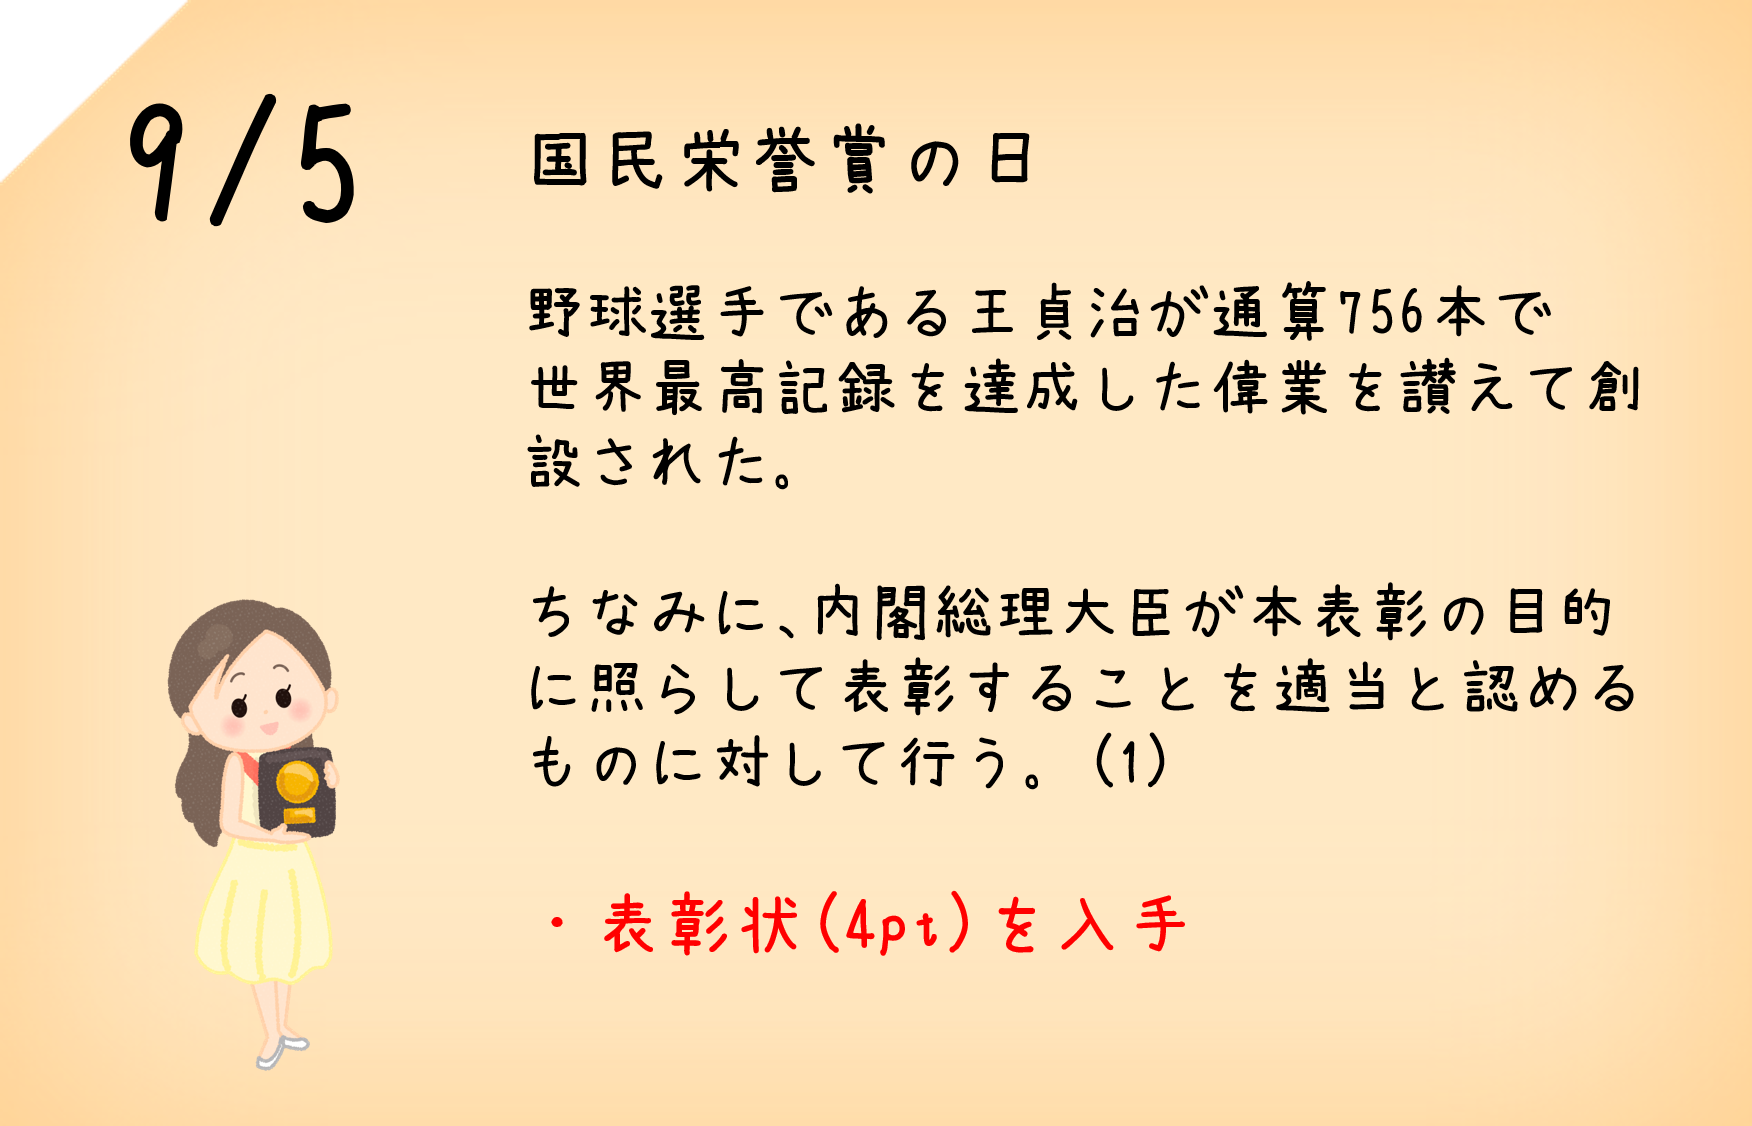 9/5
国民栄誉賞の日
野球選手である王貞治が通算756本で
世界最高記録を達成した偉業を讃えて創
設された。
ちなみに、内閣総理大臣が本表彰の目的
に照らして表彰することを適当と認める
ものに対して行う。(1)
・表彰状(4pt)を入手